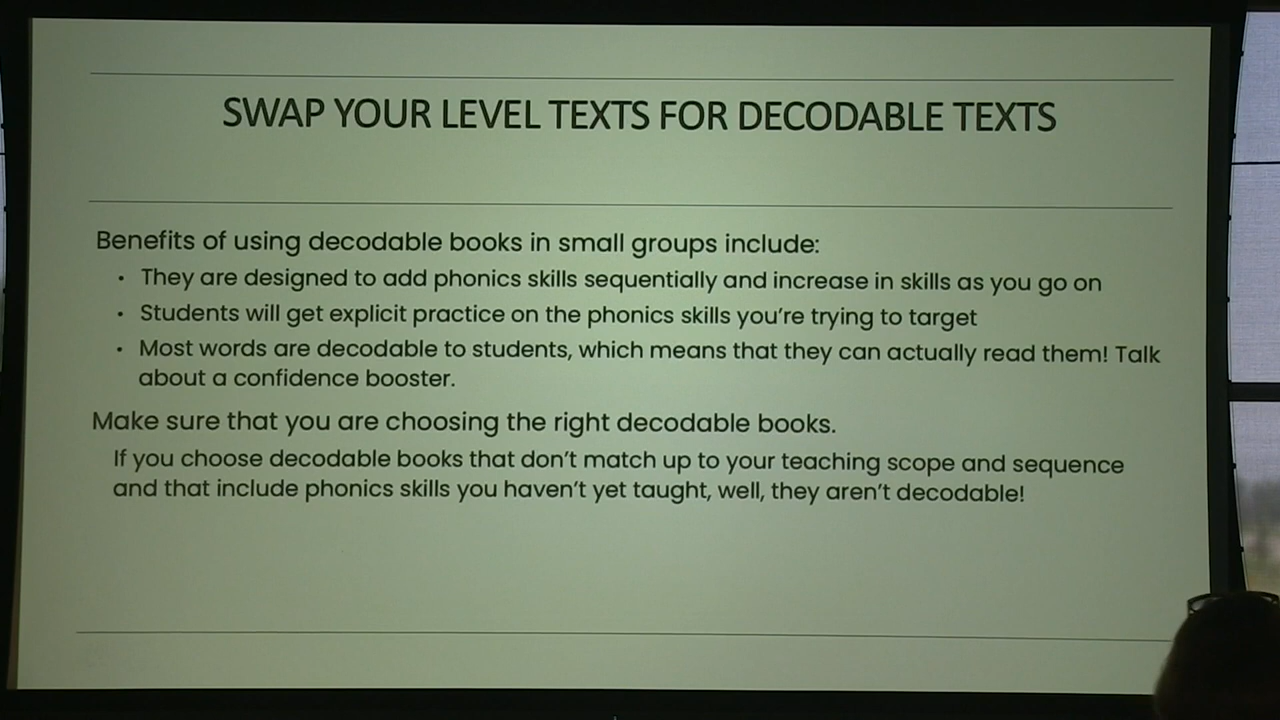 SWAP YOUR LEVEL TEXTS FOR DECODABLE TEXTS
Benefits of using decodable books in small groups include:
• They are designed to add phonics skills sequentially and increase in skills as you go on
• Students will get explicit practice on the phonics skills you're trying to target
• Most words are decodable to students, which means that they can actually read them! Talk
about a confidence booster.
Make sure that you are choosing the right decodable books.
If you choose decodable books that don't match up to your teaching scope and sequence
and that include phonics skills you haven't yet taught, well, they aren't decodable!